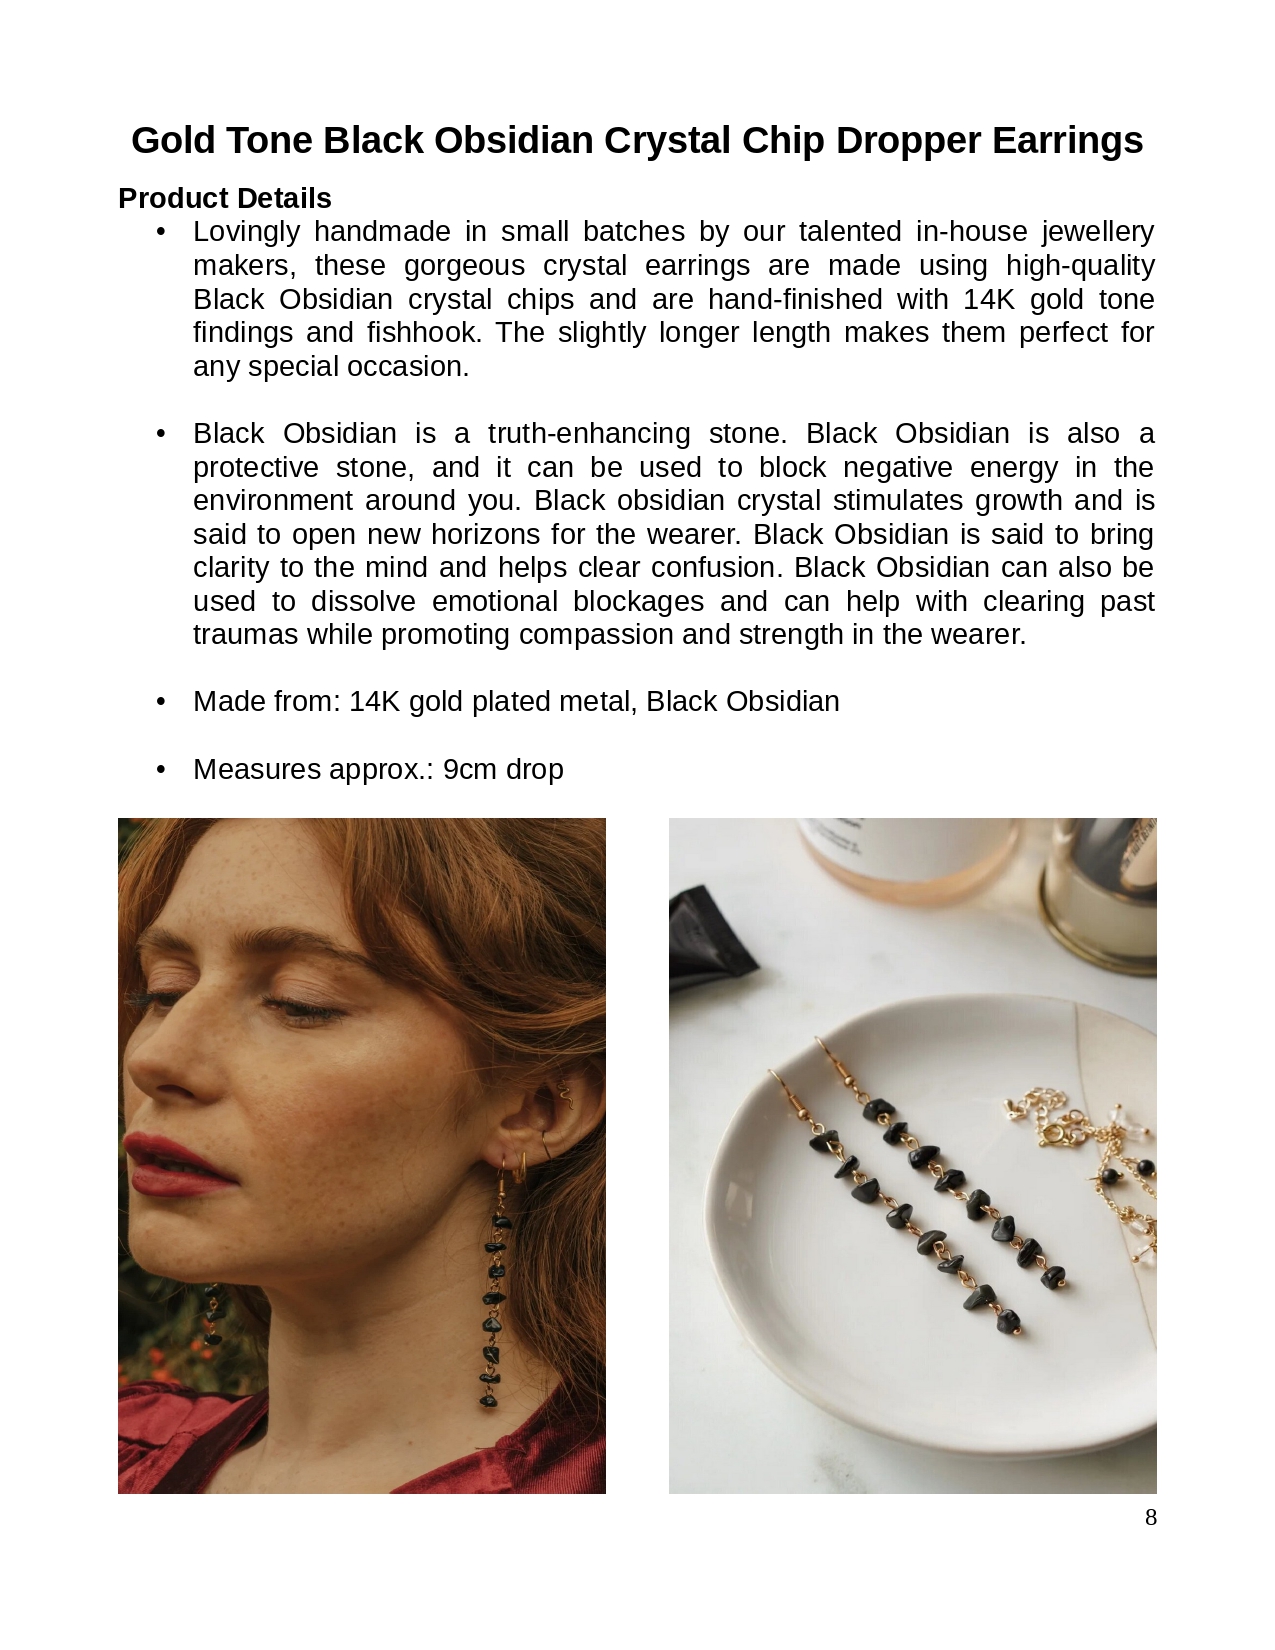 Gold Tone Black Obsidian Crystal Chip Dropper Earrings
Product Details
• Lovingly handmade in small batches by our talented in-house jewellery
makers, these gorgeous crystal earrings are made using high-quality
Black Obsidian crystal chips and are hand-finished with 14K gold tone
findings and fishhook. The slightly longer length makes them perfect for
any special occasion.
• Black Obsidian is a truth-enhancing stone. Black Obsidian is also a
protective stone, and it can be used to block negative energy in the
environment around you. Black obsidian crystal stimulates growth and is
said to open new horizons for the wearer. Black Obsidian is said to bring
clarity to the mind and helps clear confusion. Black Obsidian can also be
used to dissolve emotional blockages and can help with clearing past
traumas while promoting compassion and strength in the wearer.
• Made from: 14K gold plated metal, Black Obsidian
• Measures approx.: 9cm drop
8